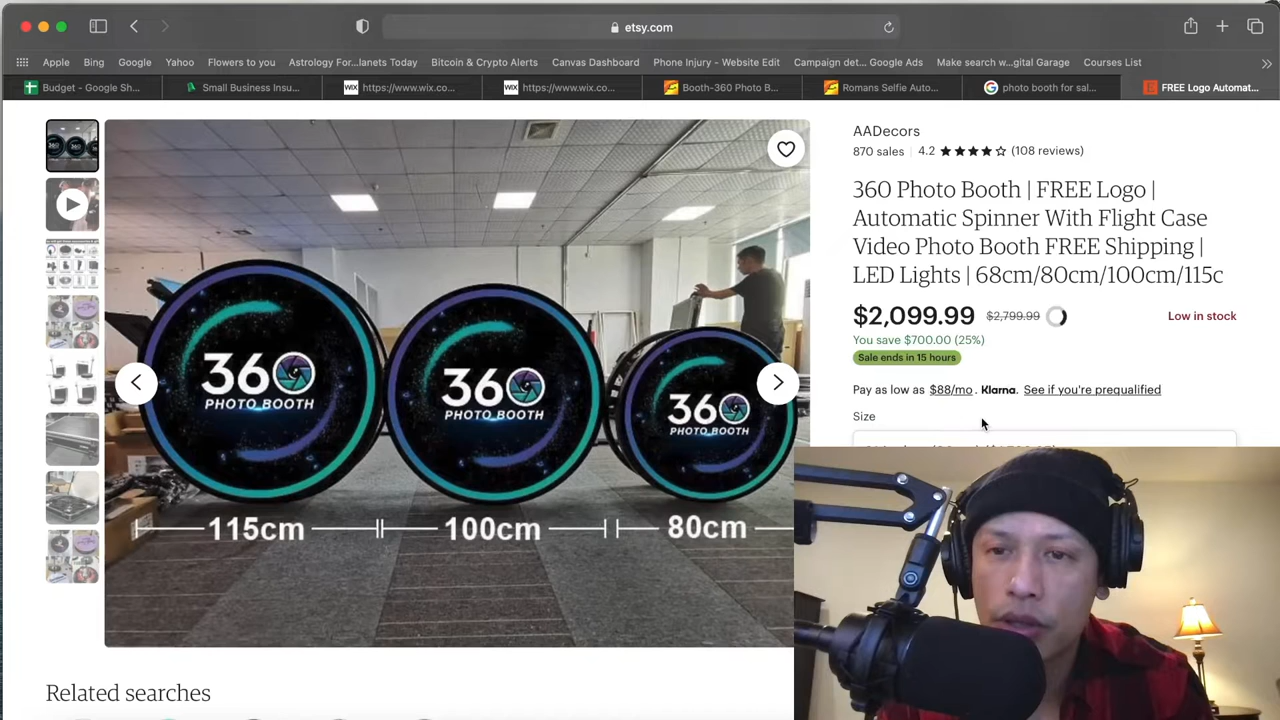 etsy.com
Apple Bing Google Yahoo Flowers to you Astrology For...lanets Today Bitcoin & Crypto Alerts Canvas Dashboard Phone Injury - Website Edit Campaign det... Google Ads Make search w...gital Garage Courses List
Budget - Google Sh... Small Business Insu... WIX https://www.wix.co... WIX https://www.wix.co... Booth-360 Photo B... Romans Selfie Auto... photo booth for sal... FREE Logo Automat...
AADecors
870 sales 4.2 (108 reviews)
360 Photo Booth | FREE Logo |
Automatic Spinner With Flight Case
Video Photo Booth FREE Shipping |
LED Lights | 68cm/80cm/100cm/115c
$2,099.99 $2,799.99 Low in stock
You save $700.00 (25%)
Sale ends in 15 hours
Pay as low as $88/mo. Klarna. See if you're prequalified
Size
360
PHOTO BOOTH
360
PHOTO BOOTH
360
PHOTO BOOTH
115cm 100cm 80cm
Related searches